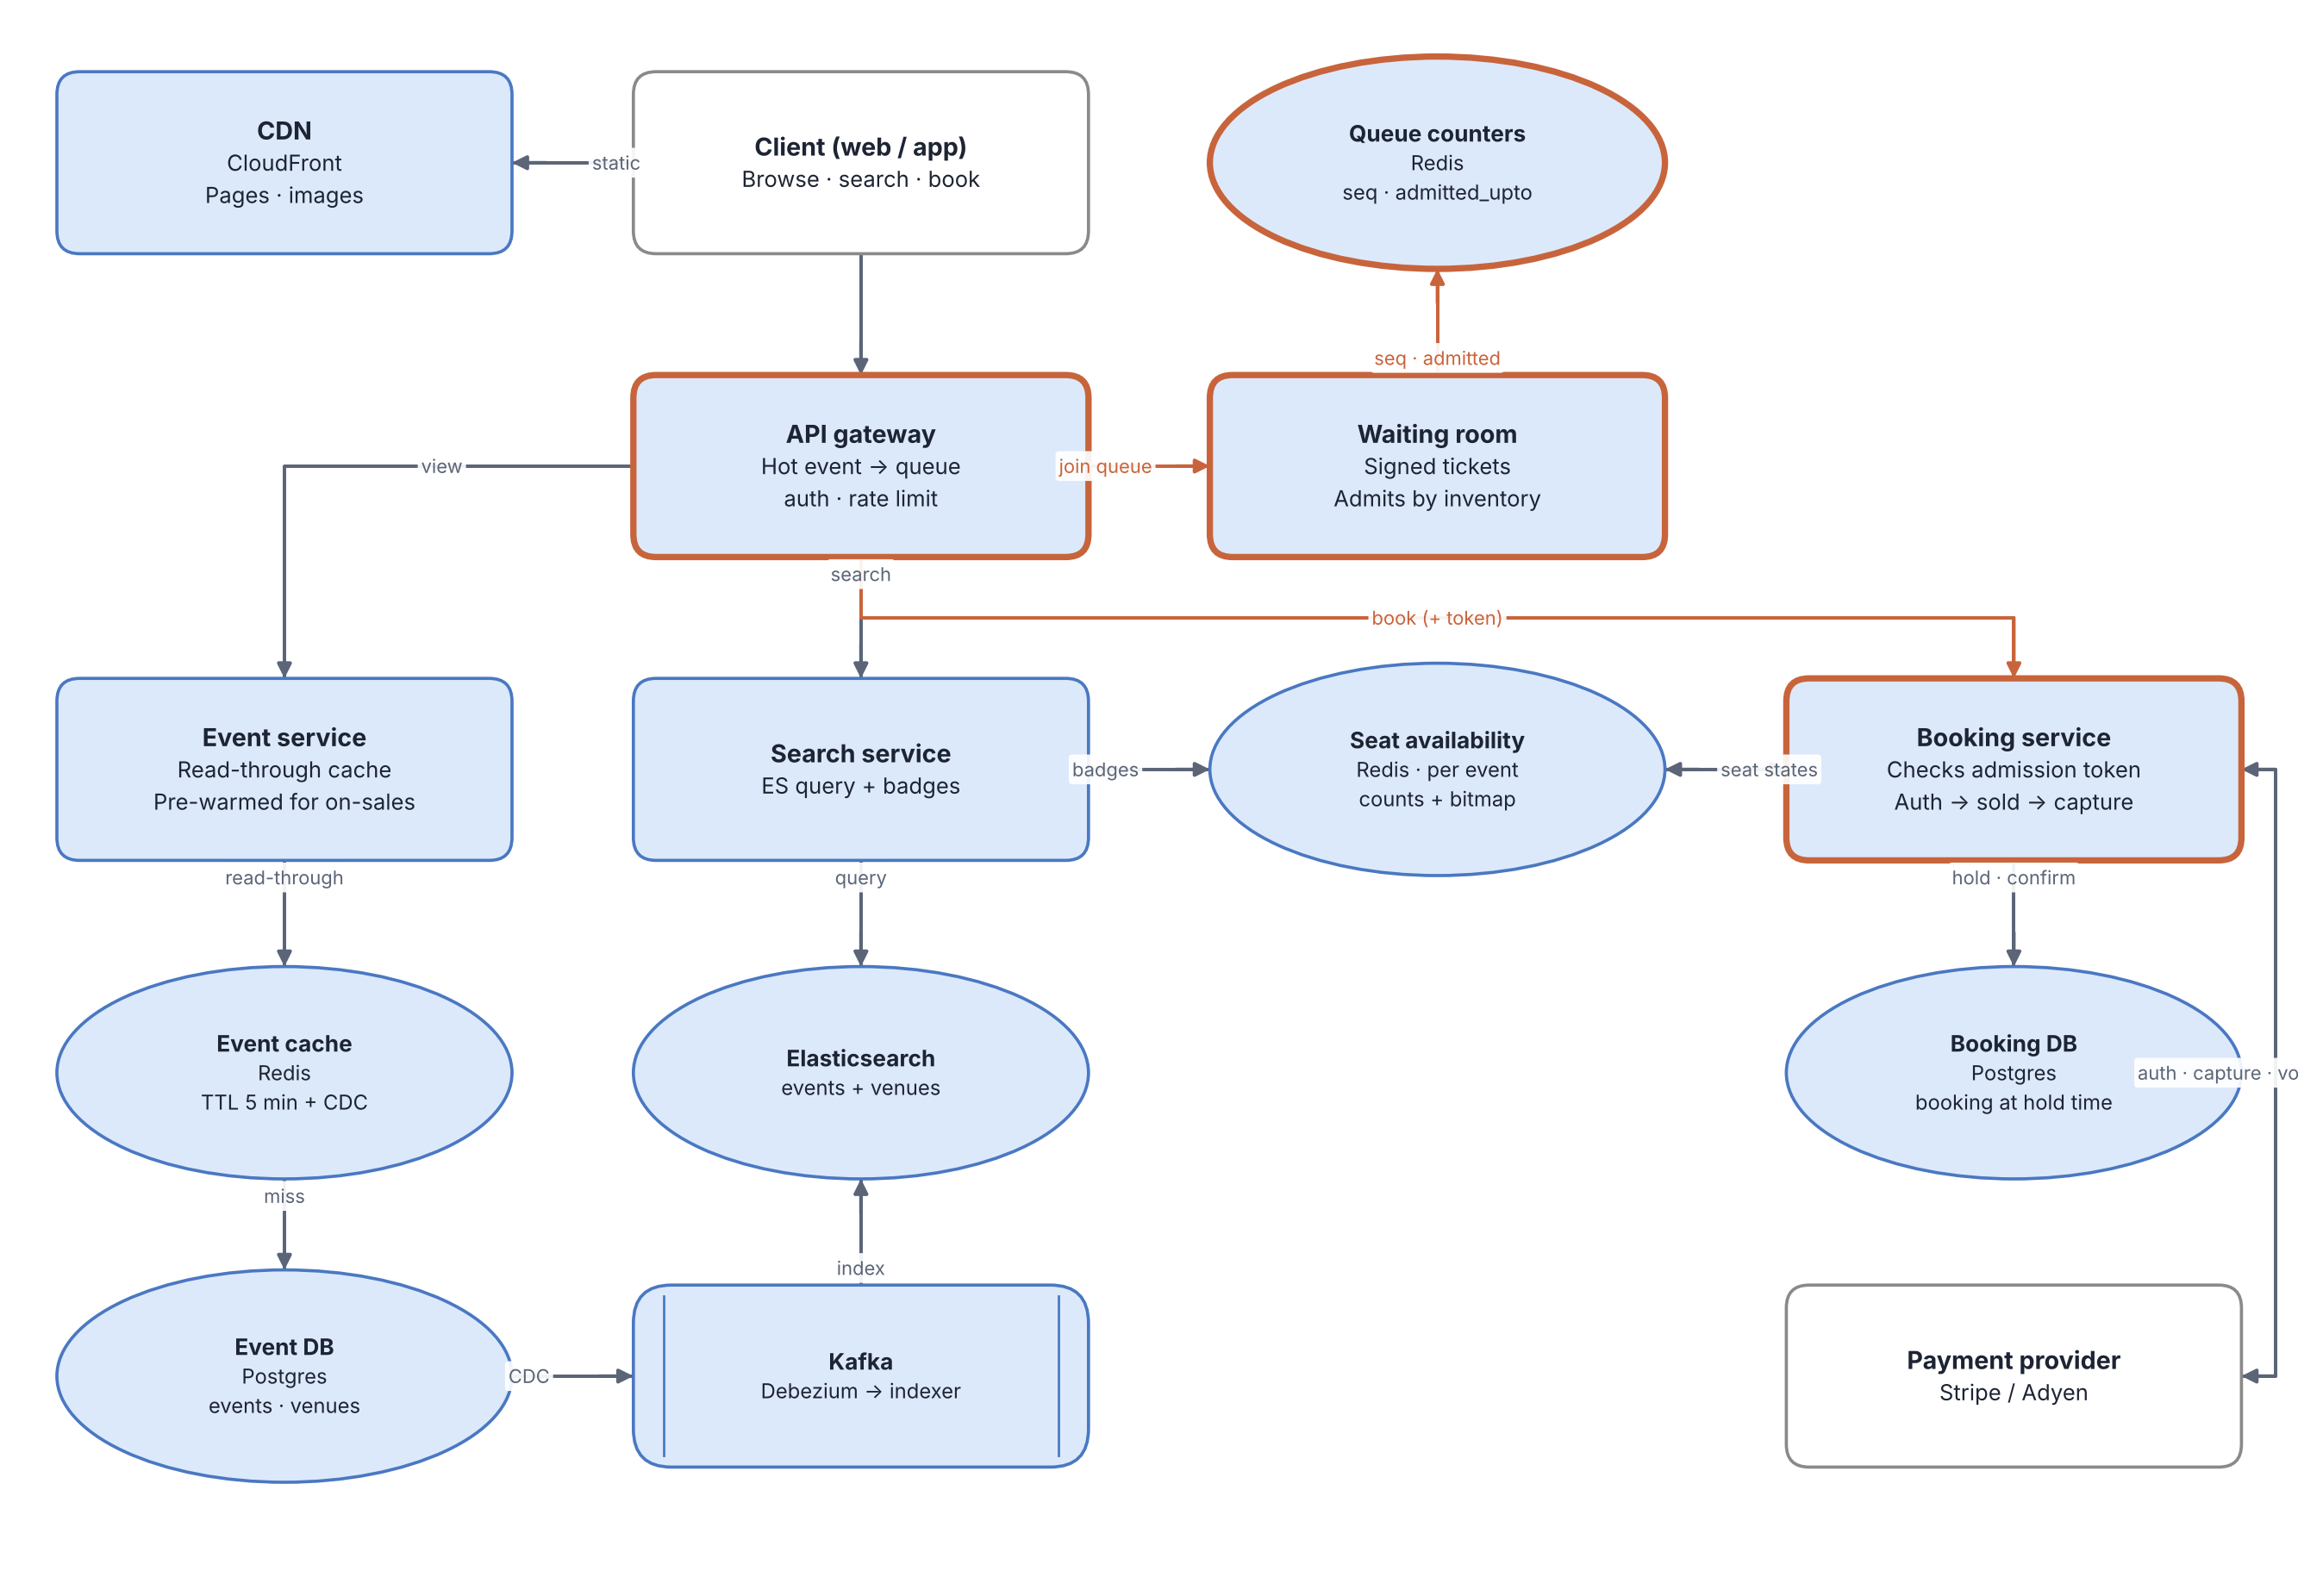 CDN
CloudFront
Pages · images
static
Client (web / app)
Browse · search · book
Queue counters
Redis
seq · admitted_upto
seq · admitted
API gateway
Hot event → queue
auth · rate limit
join queue
Waiting room
Signed tickets
Admits by inventory
view
search
book (+ token)
Event service
Read-through cache
Pre-warmed for on-sales
Search service
ES query + badges
badges
Seat availability
Redis · per event
counts + bitmap
seat states
Booking service
Checks admission token
Auth → sold → capture
read-through
query
hold · confirm
Event cache
Redis
TTL 5 min + CDC
Elasticsearch
events + venues
Booking DB
Postgres
booking at hold time
auth · capture · vo
miss
index
Event DB
Postgres
events · venues
CDC
Kafka
Debezium → indexer
Payment provider
Stripe / Adyen